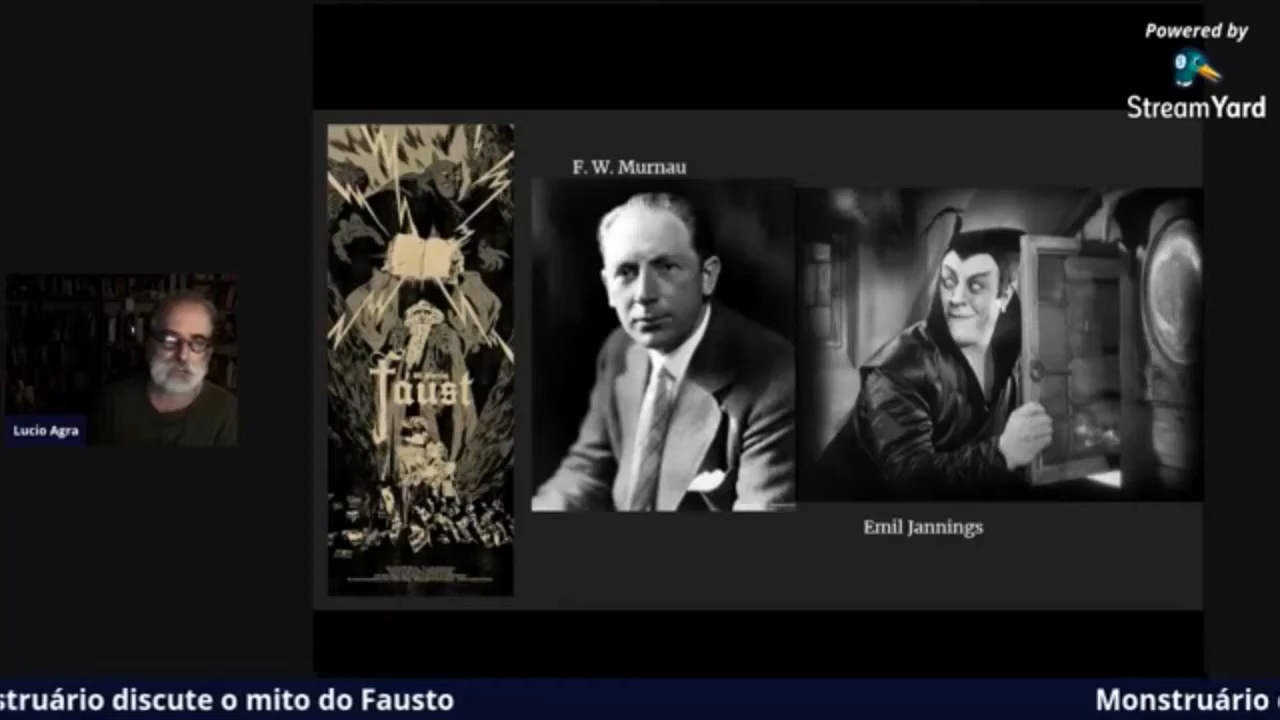 Powered by
StreamYard
F. W. Murnau
faust
Lucio Agra
Emil Jannings
struário discute o mito do Fausto
Monstruário